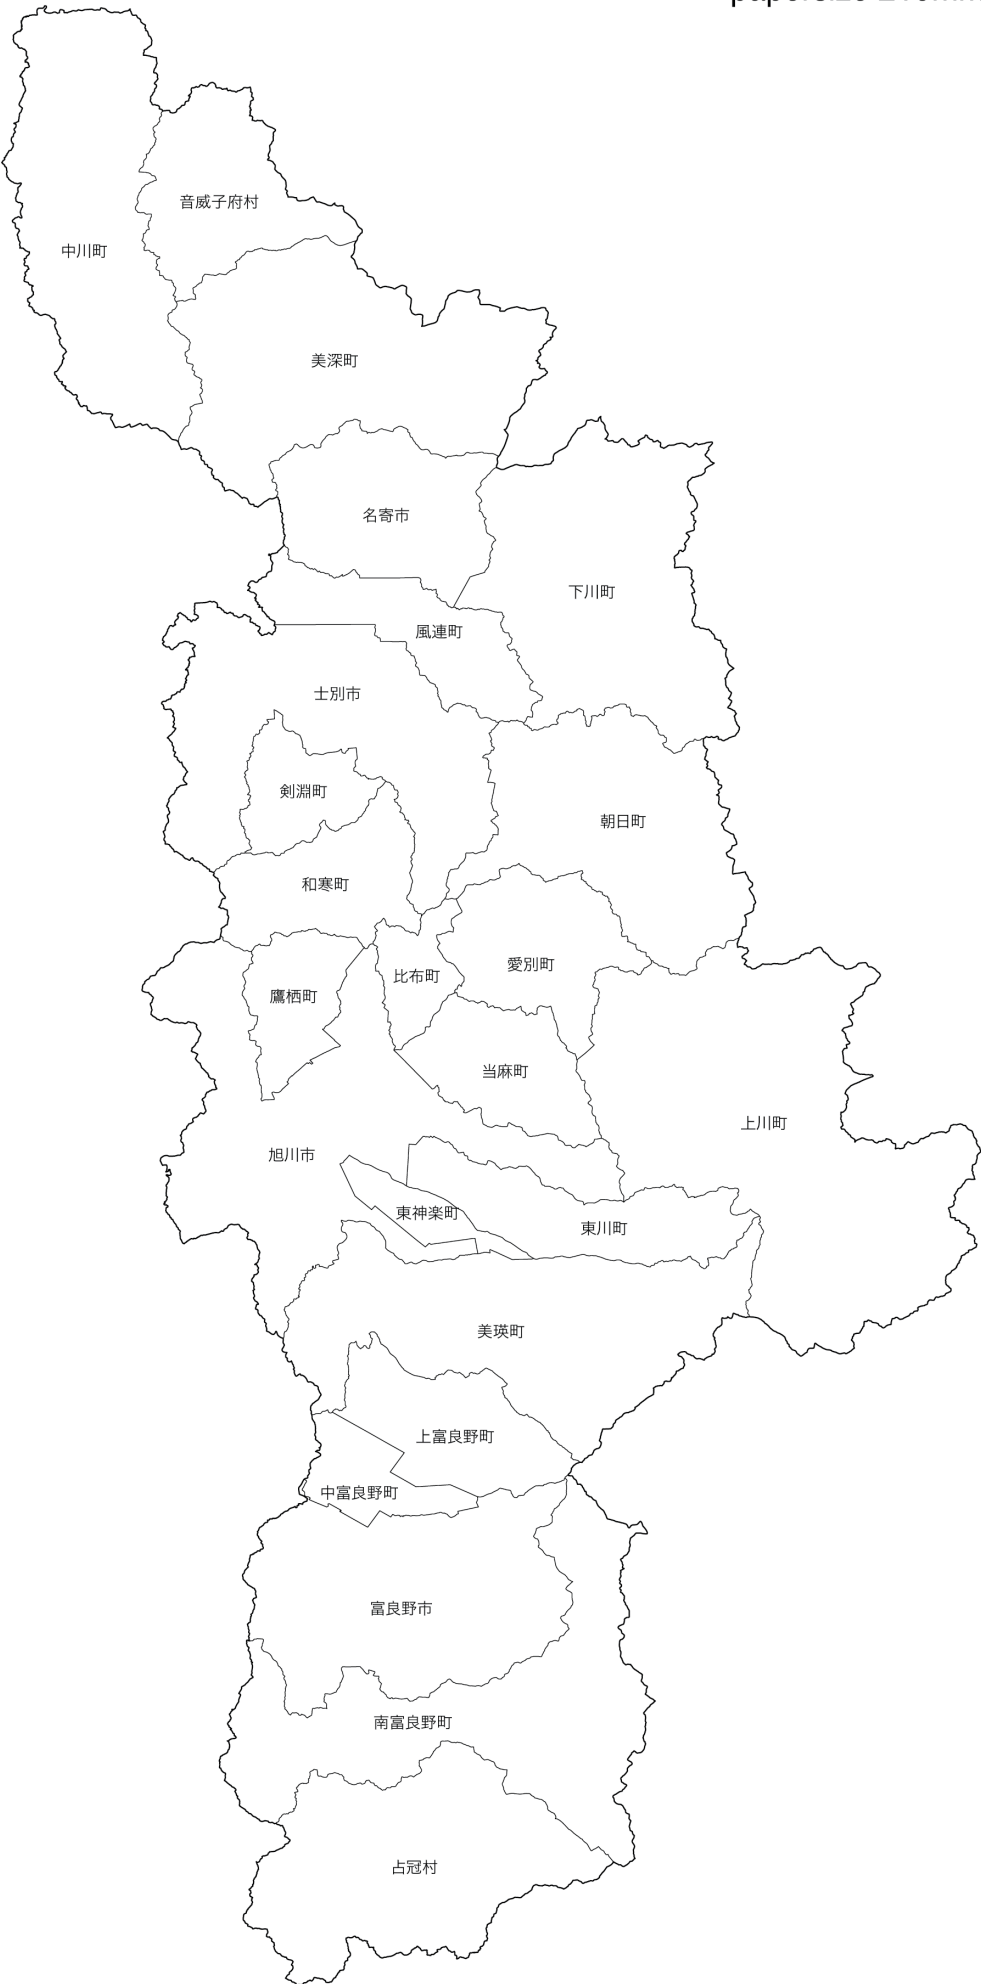 音威子府村
中川町
美深町
名寄市
下川町
風連町
士別市
剣淵町
朝日町
和寒町
愛別町
比布町
鷹栖町
当麻町
上川町
旭川市
東神楽町
東川町
美瑛町
上富良野町
中富良野町
富良野市
南富良野町
占冠村